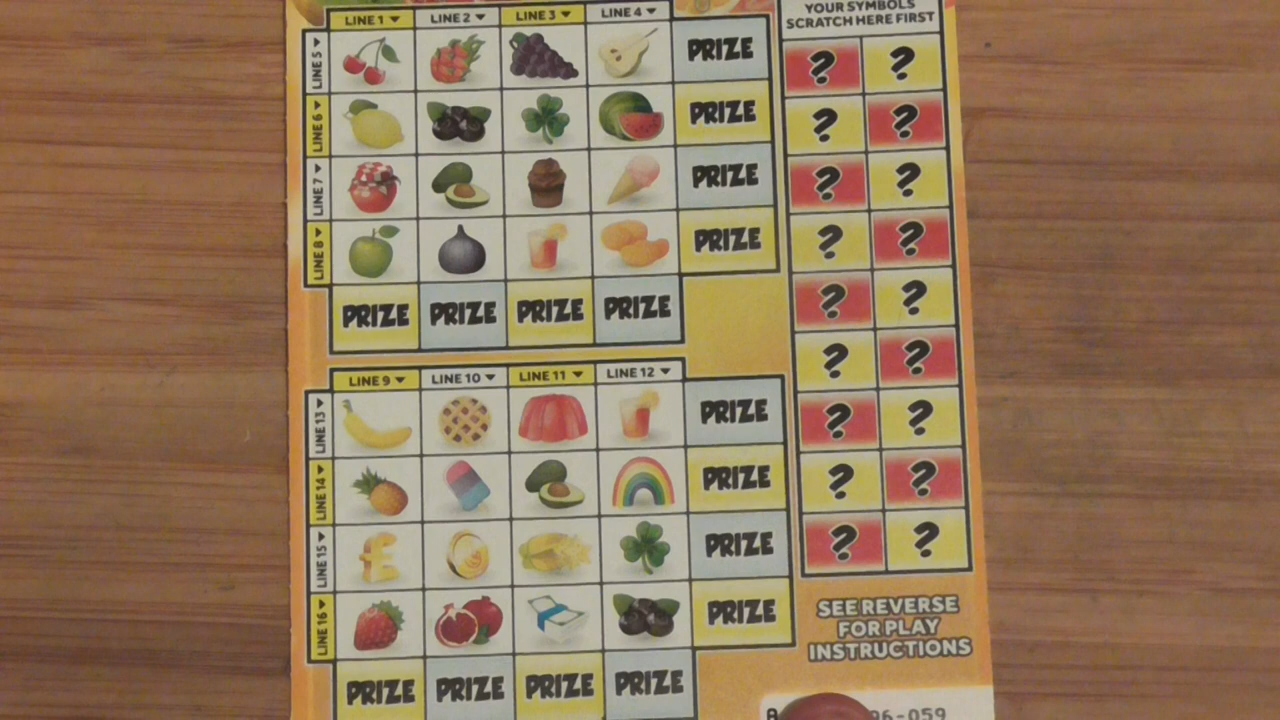 LINE 1 LINE 2 LINE 3 LINE 4
LINE 5
PRIZE
LINE 6
PRIZE
LINE 7
PRIZE
LINE 8
PRIZE
PRIZE PRIZE PRIZE PRIZE
LINE 9 LINE 10 LINE 11 LINE 12
LINE 13
PRIZE
LINE 14
PRIZE
LINE 15
£
PRIZE
LINE 16
PRIZE
PRIZE PRIZE PRIZE PRIZE
YOUR SYMBOLS
SCRATCH HERE FIRST
? ?
? ?
? ?
? ?
? ?
? ?
? ?
? ?
? ?
SEE REVERSE
FOR PLAY
INSTRUCTIONS
96-059